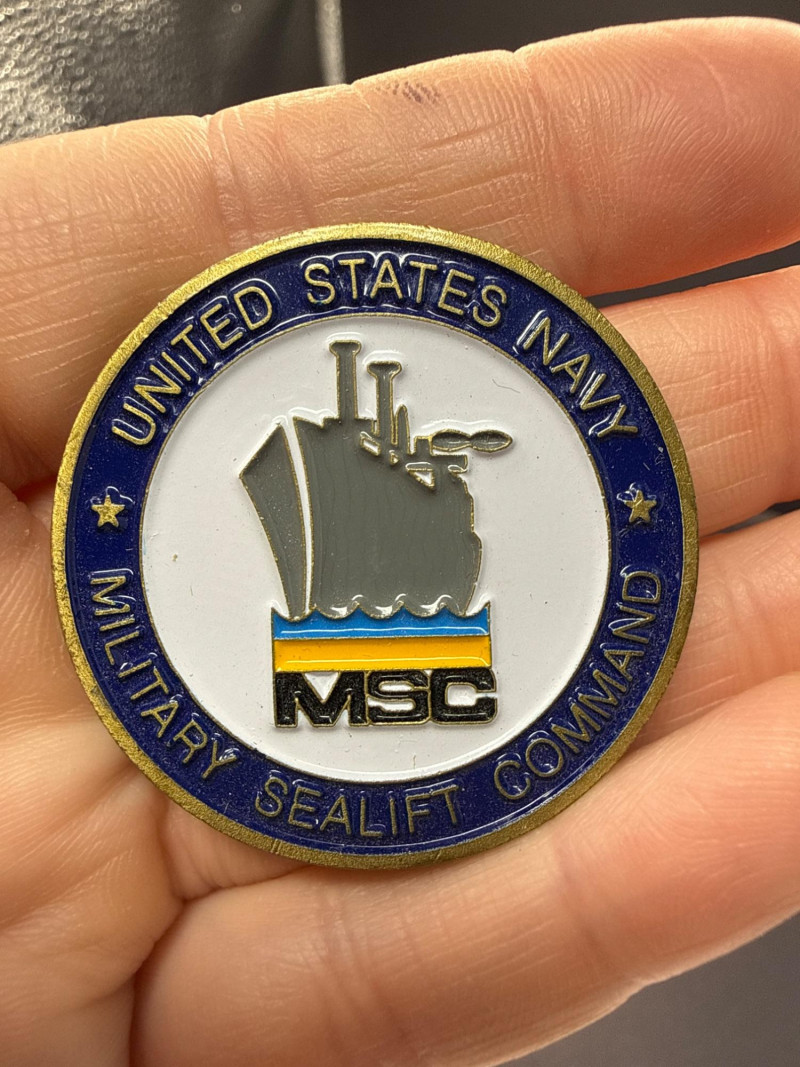 UNITED STATES NAVY
MSC
MILITARY SEALIFT COMMAND